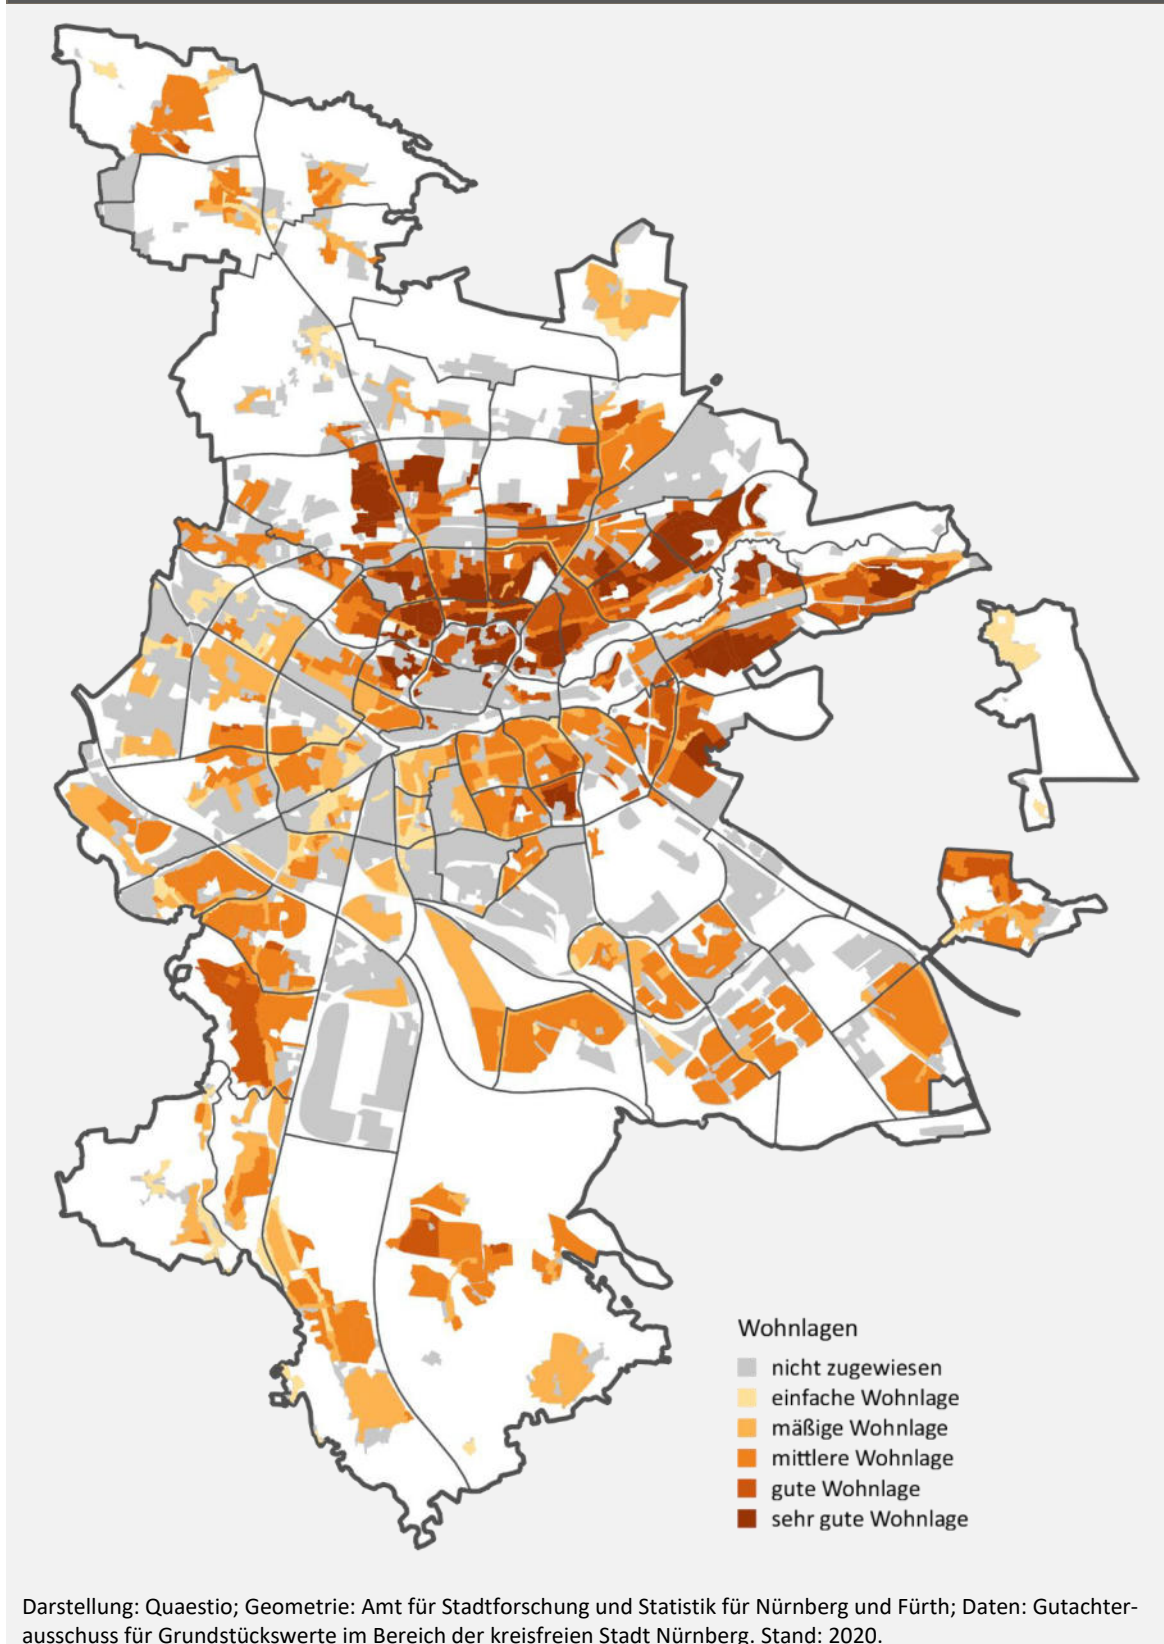 Wohnlagen
nicht zugewiesen
einfache Wohnlage
mäßige Wohnlage
mittlere Wohnlage
gute Wohnlage
sehr gute Wohnlage
Darstellung: Quaestio; Geometrie: Amt für Stadtforschung und Statistik für Nürnberg und Fürth; Daten: Gutachter-
ausschuss für Grundstückswerte im Bereich der kreisfreien Stadt Nürnberg. Stand: 2020.